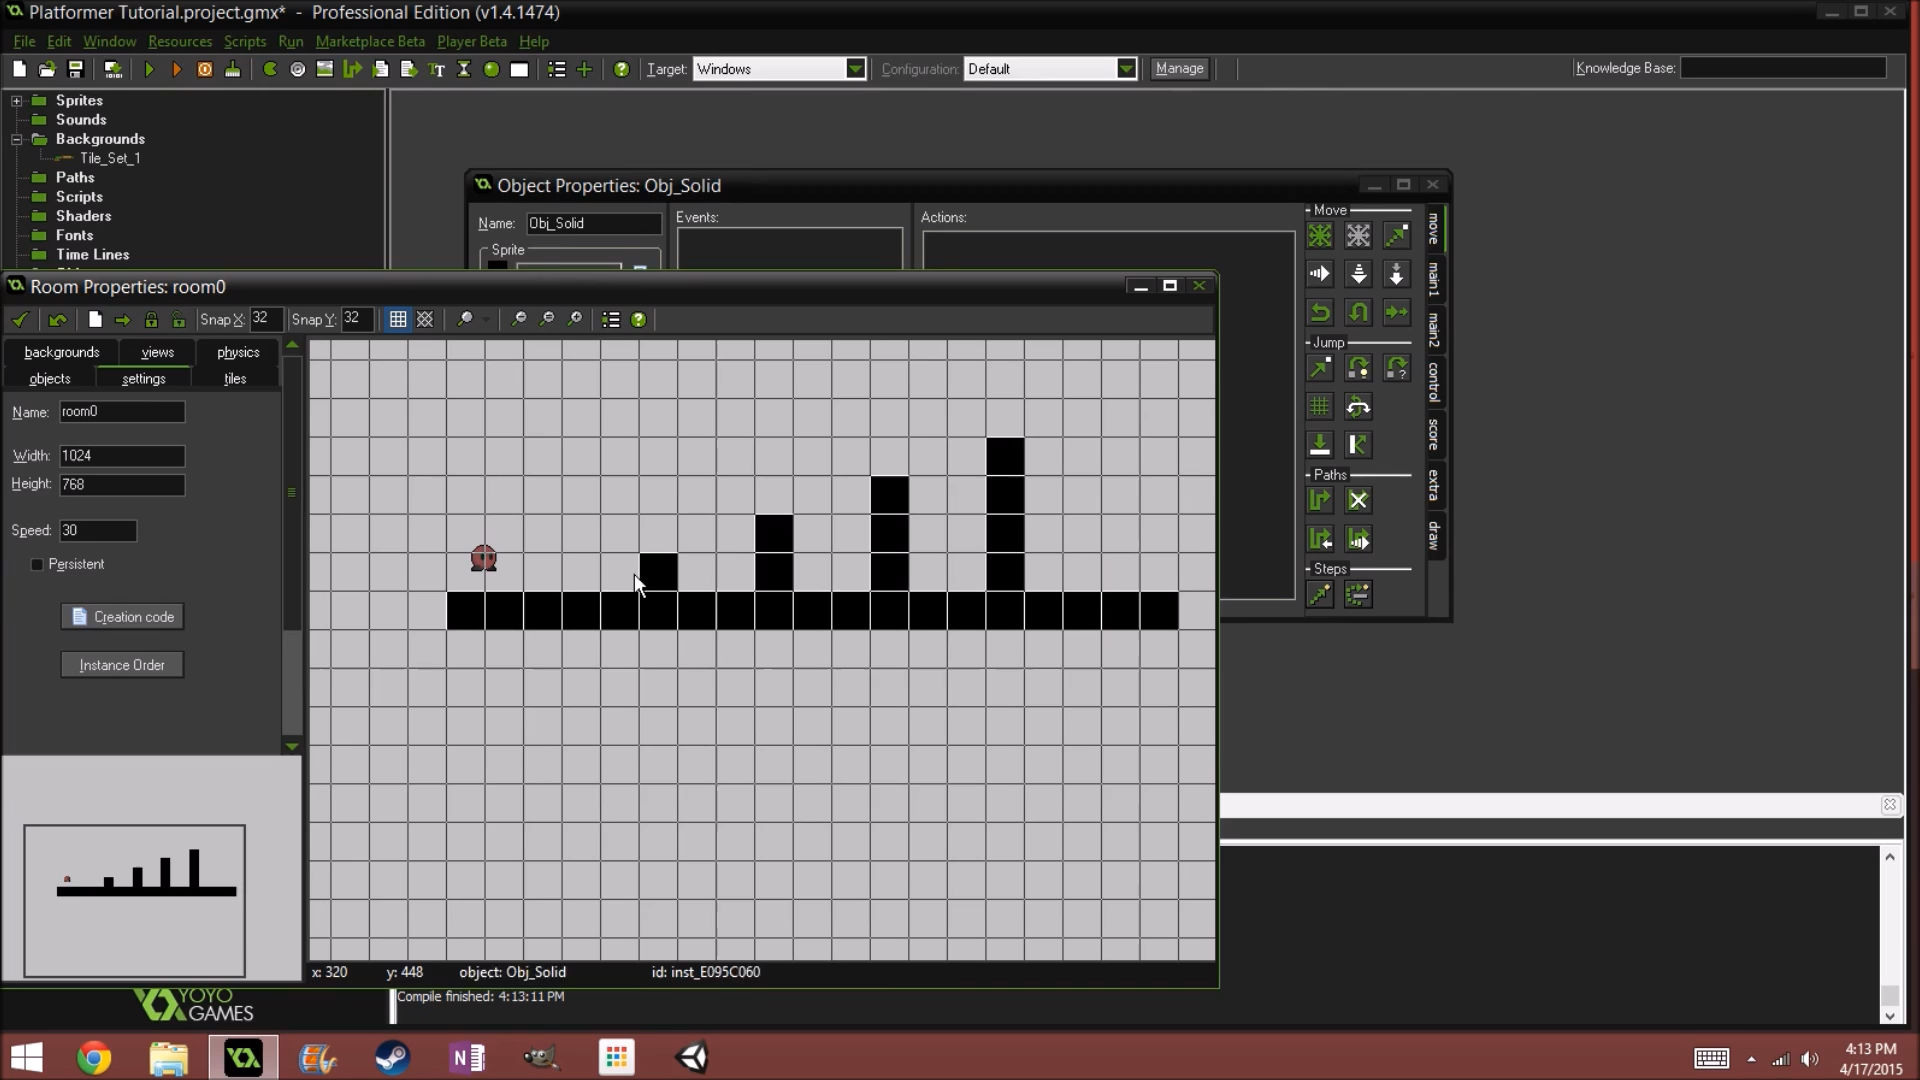 Platformer Tutorial.project.gmx* - Professional Edition (v1.4.1474)
File Edit Window Resources Scripts Run Marketplace Beta Player Beta Help
Target: Windows Configuration: Default Manage Knowledge Base:
Sprites
Sounds
Backgrounds
Tile_Set_1
Paths
Scripts
Shaders
Fonts
Time Lines
Object Properties: Obj_Solid
Name: Obj_Solid
Sprite
Events:
Actions:
Move
Jump
Paths
Steps
move
main1
main2
control
score
extra
draw
Room Properties: room0
Snap X: 32 Snap Y: 32
backgrounds views physics
objects settings tiles
Name: room0
Width: 1024
Height: 768
Speed: 30
Persistent
Creation code
Instance Order
x: 320 y: 448 object: Obj_Solid id: inst_E095C060
YOYO
GAMES
Compile finished: 4:13:11 PM
4:13 PM
4/17/2015